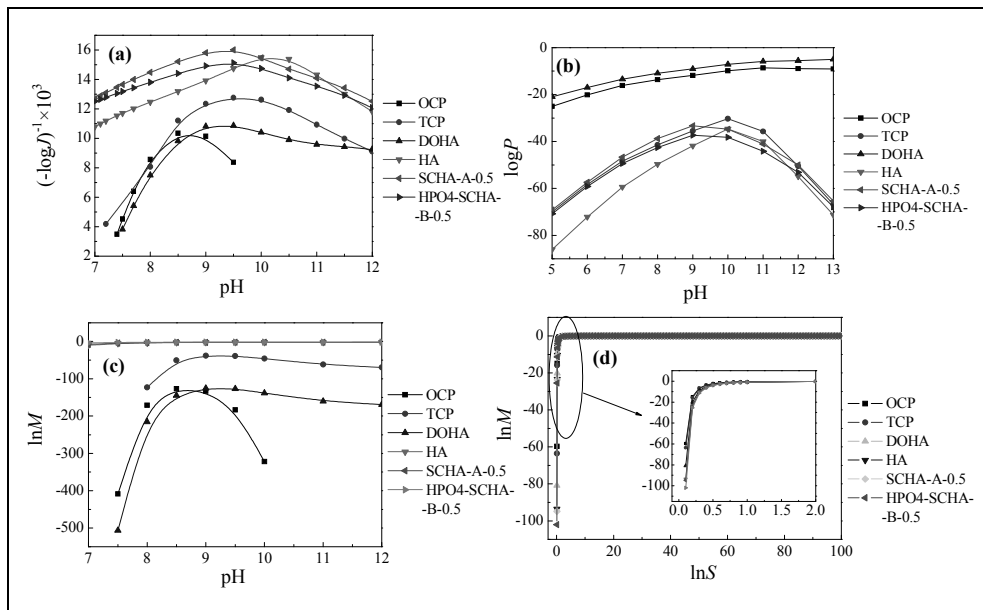 (a)
16
14
12
10
8
6
4
2
(-logJ)⁻¹×10³
7 8 9 10 11 12
pH
OCP
TCP
DOHA
HA
SCHA-A-0.5
HPO4-SCHA-
-B-0.5
(b)
0
-20
-40
-60
-80
logP
5 6 7 8 9 10 11 12 13
pH
OCP
TCP
DOHA
HA
SCHA-A-0.5
HPO4-SCHA-
-B-0.5
(c)
0
-100
-200
-300
-400
-500
lnM
7 8 9 10 11 12
pH
OCP
TCP
DOHA
HA
SCHA-A-0.5
HPO4-SCHA-
-B-0.5
(d)
0
-20
-40
-60
-80
-100
lnM
0 20 40 60 80 100
lnS
0
-20
-40
-60
-80
-100
0.0 0.5 1.0 2.0
OCP
TCP
DOHA
HA
SCHA-A-0.5
HPO4-SCHA-
-B-0.5